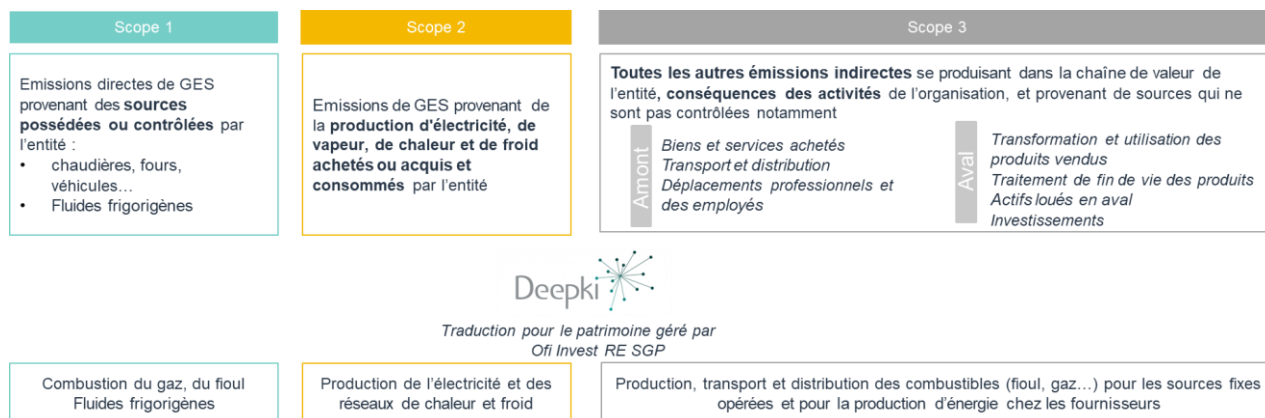 Scope 1
Emissions directes de GES
provenant des sources
possédées ou contrôlées par
l'entité :
• chaudières, fours,
véhicules…
• Fluides frigorigènes
Scope 2
Emissions de GES provenant de
la production d'électricité, de
vapeur, de chaleur et de froid
achetés ou acquis et
consommés par l'entité
Scope 3
Toutes les autres émissions indirectes se produisant dans la chaîne de valeur de
l'entité, conséquences des activités de l'organisation, et provenant de sources qui ne
sont pas contrôlées notamment
Amont
Biens et services achetés
Transport et distribution
Déplacements professionnels et
des employés
Aval
Transformation et utilisation des
produits vendus
Traitement de fin de vie des produits
Actifs loués en aval
Investissements
Deepki
Traduction pour le patrimoine géré par
Ofi Invest RE SGP
Combustion du gaz, du fioul
Fluides frigorigènes
Production de l'électricité et des
réseaux de chaleur et froid
Production, transport et distribution des combustibles (fioul, gaz…) pour les sources fixes
opérées et pour la production d'énergie chez les fournisseurs